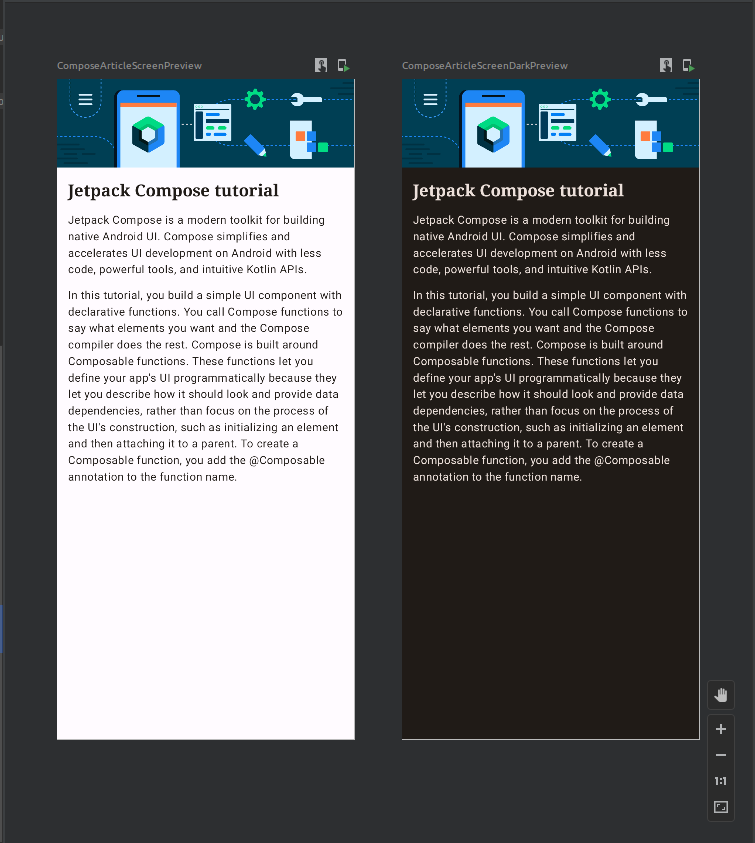 ComposeArticleScreenPreview
Jetpack Compose tutorial
Jetpack Compose is a modern toolkit for building
native Android UI. Compose simplifies and
accelerates UI development on Android with less
code, powerful tools, and intuitive Kotlin APIs.
In this tutorial, you build a simple UI component with
declarative functions. You call Compose functions to
say what elements you want and the Compose
compiler does the rest. Compose is built around
Composable functions. These functions let you
define your app's UI programmatically because they
let you describe how it should look and provide data
dependencies, rather than focus on the process of
the UI's construction, such as initializing an element
and then attaching it to a parent. To create a
Composable function, you add the @Composable
annotation to the function name.
ComposeArticleScreenDarkPreview
Jetpack Compose tutorial
Jetpack Compose is a modern toolkit for building
native Android UI. Compose simplifies and
accelerates UI development on Android with less
code, powerful tools, and intuitive Kotlin APIs.
In this tutorial, you build a simple UI component with
declarative functions. You call Compose functions to
say what elements you want and the Compose
compiler does the rest. Compose is built around
Composable functions. These functions let you
define your app's UI programmatically because they
let you describe how it should look and provide data
dependencies, rather than focus on the process of
the UI's construction, such as initializing an element
and then attaching it to a parent. To create a
Composable function, you add the @Composable
annotation to the function name.
1:1